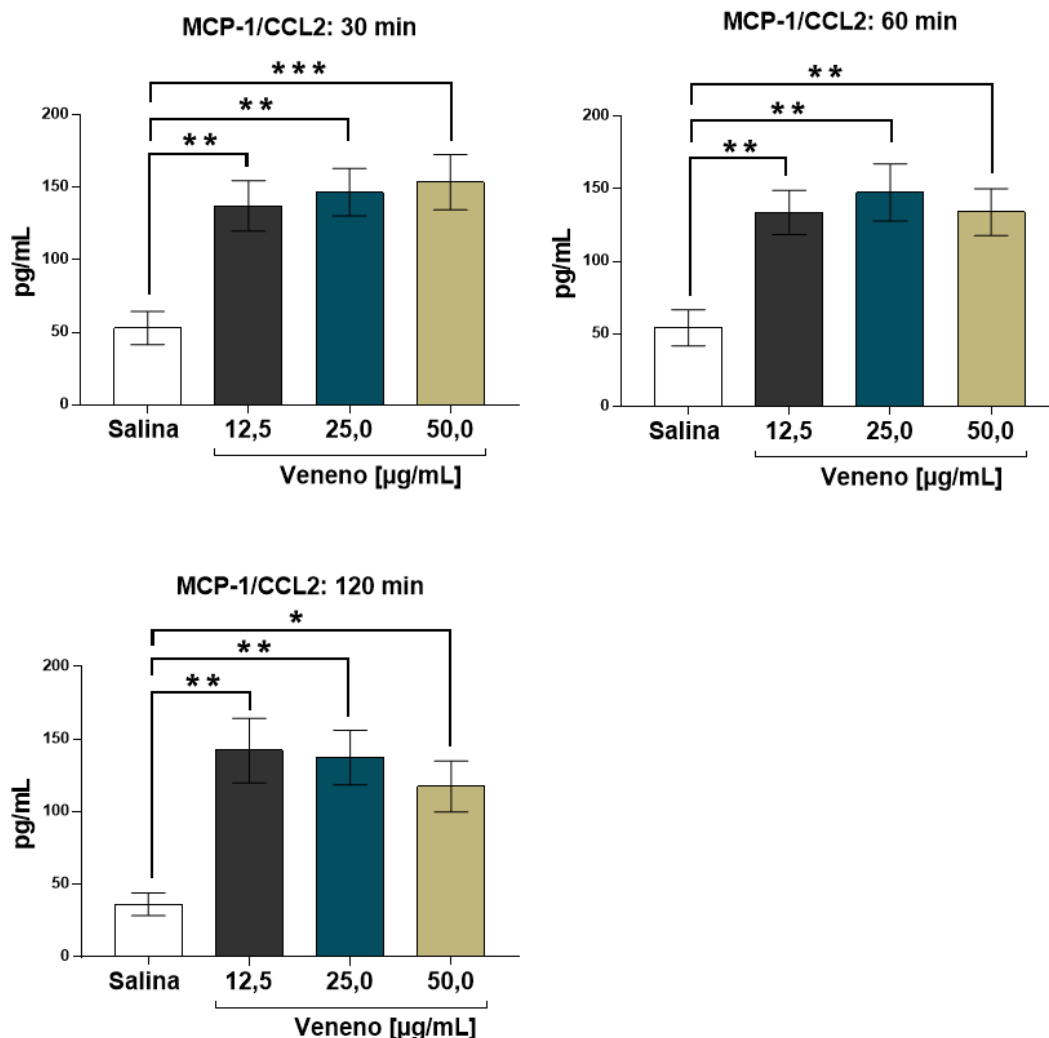 MCP-1/CCL2: 30 min
***
**
**
200
150
100
50
0
pg/mL
Salina 12,5 25,0 50,0
Veneno [µg/mL]
MCP-1/CCL2: 60 min
**
**
**
200
150
100
50
0
pg/mL
Salina 12,5 25,0 50,0
Veneno [µg/mL]
MCP-1/CCL2: 120 min
*
**
**
200
150
100
50
0
pg/mL
Salina 12,5 25,0 50,0
Veneno [µg/mL]